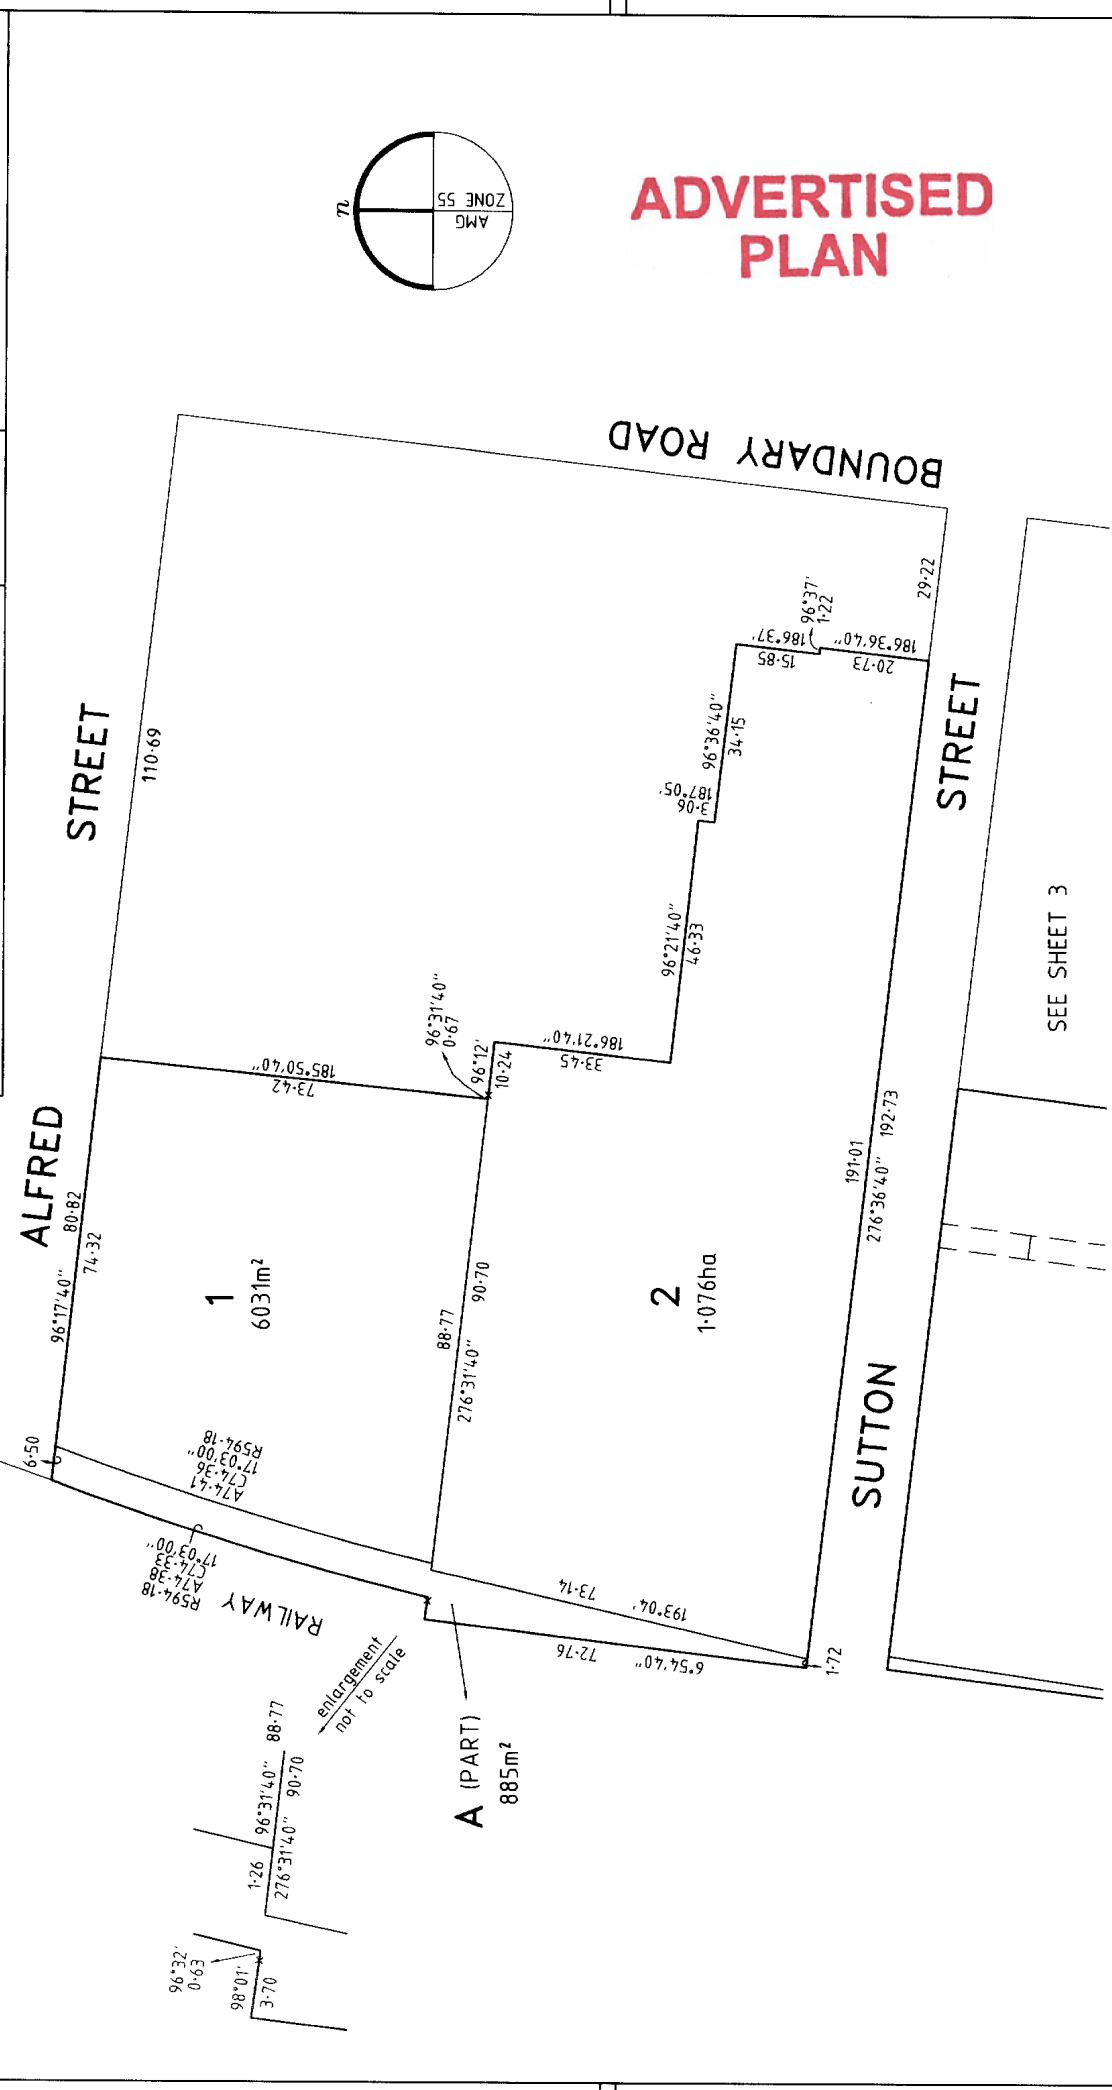 n
AMG
ZONE 55
ADVERTISED
PLAN
BOUNDARY ROAD
ALFRED STREET
110·69
96°17'40"
80·82
74·32
6·50
185°50'40"
73·42
96°31'40"
0·67
96°12'
10·24
186°21'40"
33·45
96°21'40"
46·33
187°05'
3·06
96°36'40"
34·15
186°37'
15·85
96°37'
1·22
186°36'40"
20·73
29·22
1
6031m²
R594·18
17°03'00"
C74·36
A74·41
R594·18
A74·38
C74·33
17°03'00"
RAILWAY
88·77
276°31'40" 90·70
2
1·076ha
191·01
276°36'40" 192·73
193°04'
73·14
6°54'40"
72·76
1·72
SUTTON STREET
SEE SHEET 3
enlargement
not to scale
A (PART)
885m²
96°31'40" 88·77
1·26
276°31'40" 90·70
96°32'
0·63
98°01'
3·70